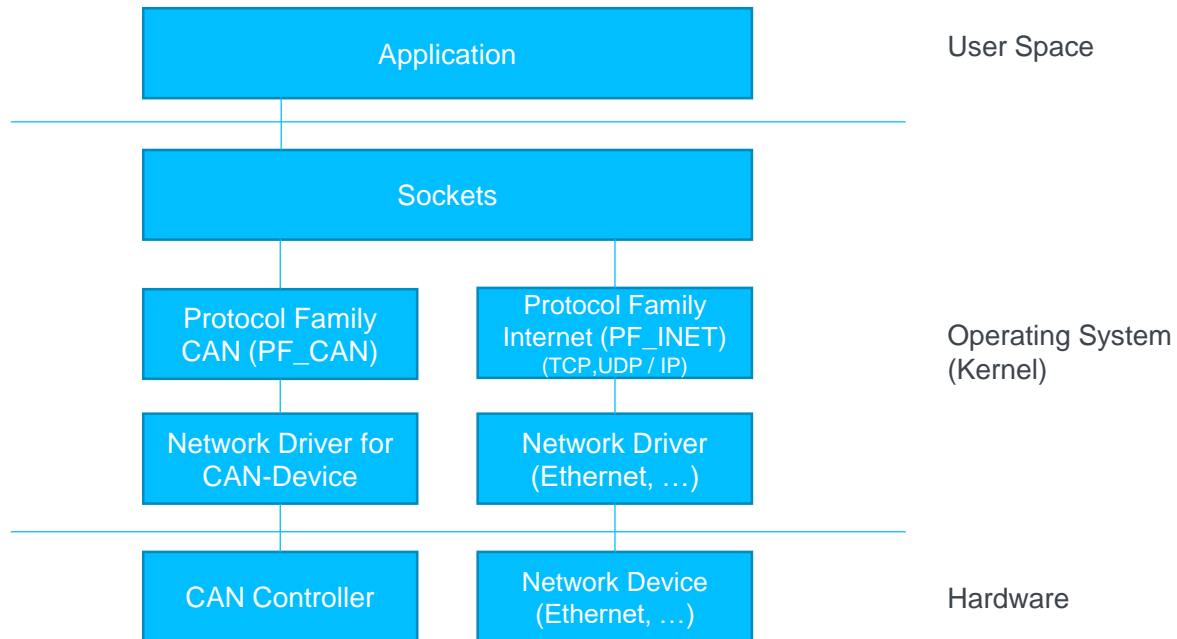 Application
User Space
Sockets
Protocol Family
CAN (PF_CAN)
Protocol Family
Internet (PF_INET)
(TCP,UDP / IP)
Operating System
(Kernel)
Network Driver for
CAN-Device
Network Driver
(Ethernet, …)
CAN Controller
Network Device
(Ethernet, …)
Hardware